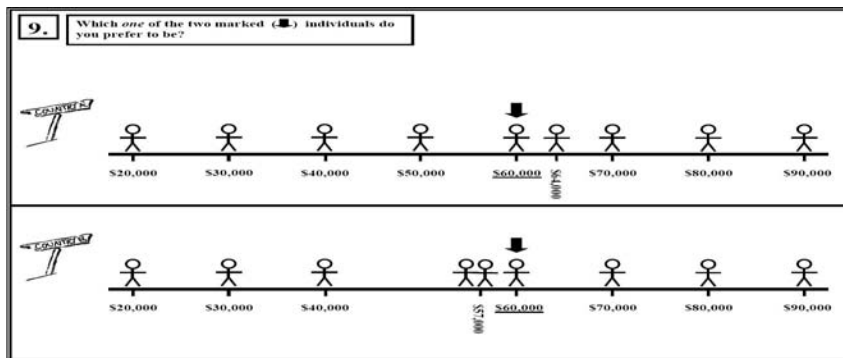 9.
Which one of the two marked ( ) individuals do
you prefer to be?
COUNTRY
$20,000 $30,000 $40,000 $50,000 $60,000 $64,000 $70,000 $80,000 $90,000
COUNTRY
$20,000 $30,000 $40,000 $57,000 $60,000 $70,000 $80,000 $90,000